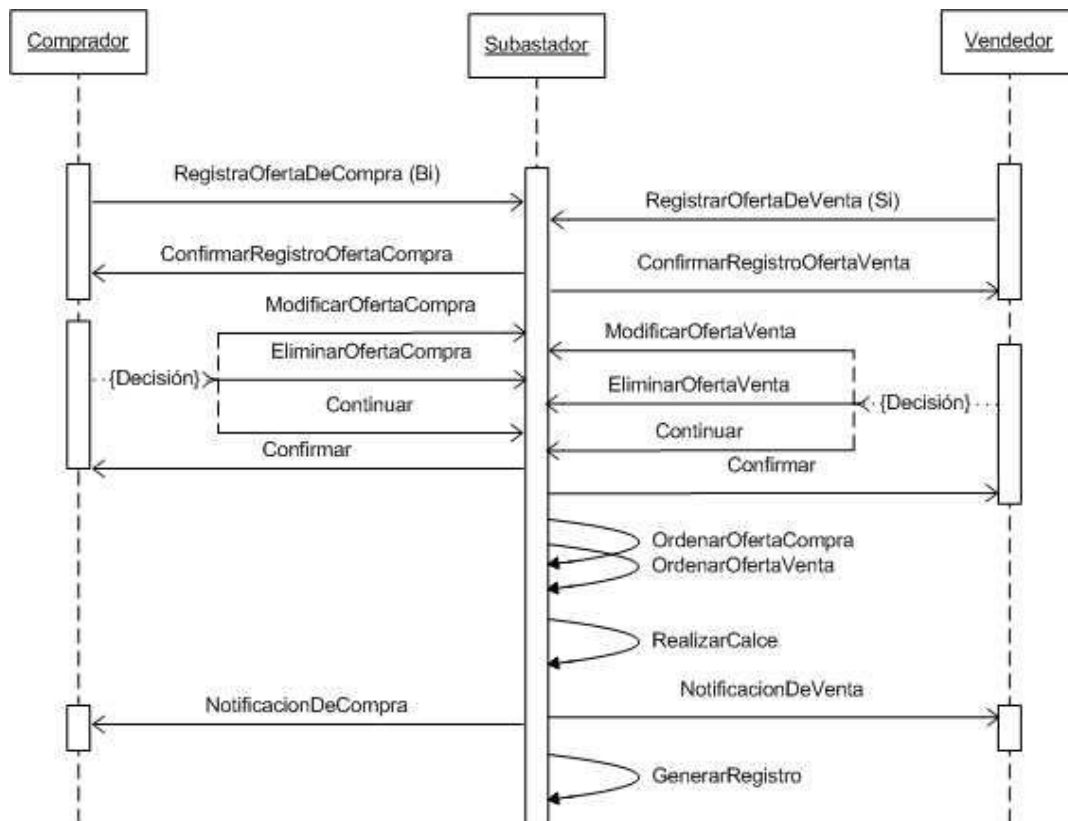 Comprador
Subastador
Vendedor
RegistraOfertaDeCompra (Bi)
RegistrarOfertaDeVenta (Si)
ConfirmarRegistroOfertaCompra
ConfirmarRegistroOfertaVenta
ModificarOfertaCompra
ModificarOfertaVenta
EliminarOfertaCompra
{Decisión}
EliminarOfertaVenta
{Decisión}
Continuar
Continuar
Confirmar
Confirmar
OrdenarOfertaCompra
OrdenarOfertaVenta
RealizarCalce
NotificacionDeVenta
NotificacionDeCompra
GenerarRegistro